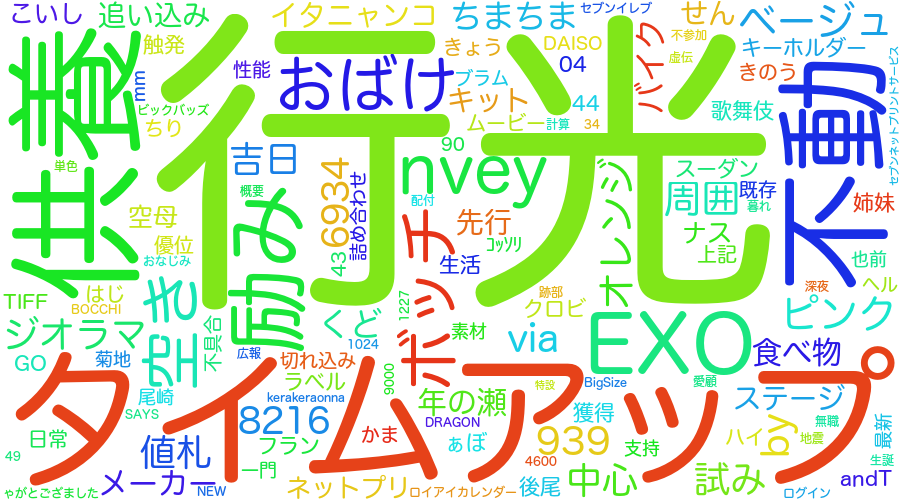 こいし
追い込み
イタニャンコ
ちまちま
セブンイレブ
せん
ベージュ
触発
きょう
DAISO
バイク
不参加
虚伝
キーホルダー
供養
行光
性能
mm
おばけ
ブラム
04
きのう
不動
セブンネットプリントサービス
ビックバッズ
ちり
キット
44
ムービー
計算
34
歌舞伎
単色
吉日
90
nvey
オレンジ
スーダン
概要
6934
詰め合わせ
配付
周囲
既存
暮れ
姉妹
空母
励み
ボッチ
先行
コッソリ
ナス
上記
優位
43
生活
也前
おなじみ
空き
TIFF
はじ
BOCCHI
1227
跡部
クロビ
深夜
ヘル
ジオラマ
不具合
くど
素材
via
EXO
ピンク
GO
菊地
広報
1024
切れ込み
食べ物
タイムアップ
尾崎
kerakeraonna
ラベル
9000
年の瀬
特設
BigSize
愛顧
ステージ
SAYS
8216
DRAGON
獲得
無職
日常
値札
フラン
かま
ぁぼ
939
支持
ハイ
by
地震
最新
49
一門
4600
生誕
メーカー
ネットプリ
ロイアイカレンダー
後尾
中心
試み
andT
ゃがとござました
NEW
ログイン